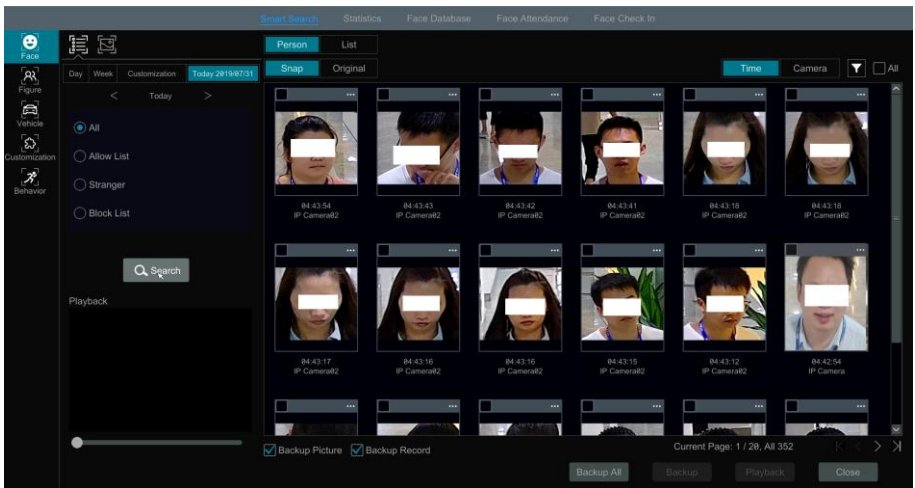 Smart Search Statistics Face Database Face Attendance Face Check In
Face
Figure
Vehicle
Customization
Behavior
Day Week Customization Today 2019/07/31
< Today >
All
Allow List
Stranger
Block List
Search
Playback
Person List
Snap Original
Time Camera All
04:43:54 04:43:43 04:43:42 04:43:41 04:43:18 04:43:18
IP Camera02 IP Camera02 IP Camera02 IP Camera02 IP Camera02 IP Camera02
04:43:17 04:43:16 04:43:16 04:43:15 04:43:12 04:42:54
IP Camera02 IP Camera02 IP Camera02 IP Camera02 IP Camera02 IP Camera
Backup Picture Backup Record
Current Page: 1 / 20, All 352
Backup All Backup Playback Close